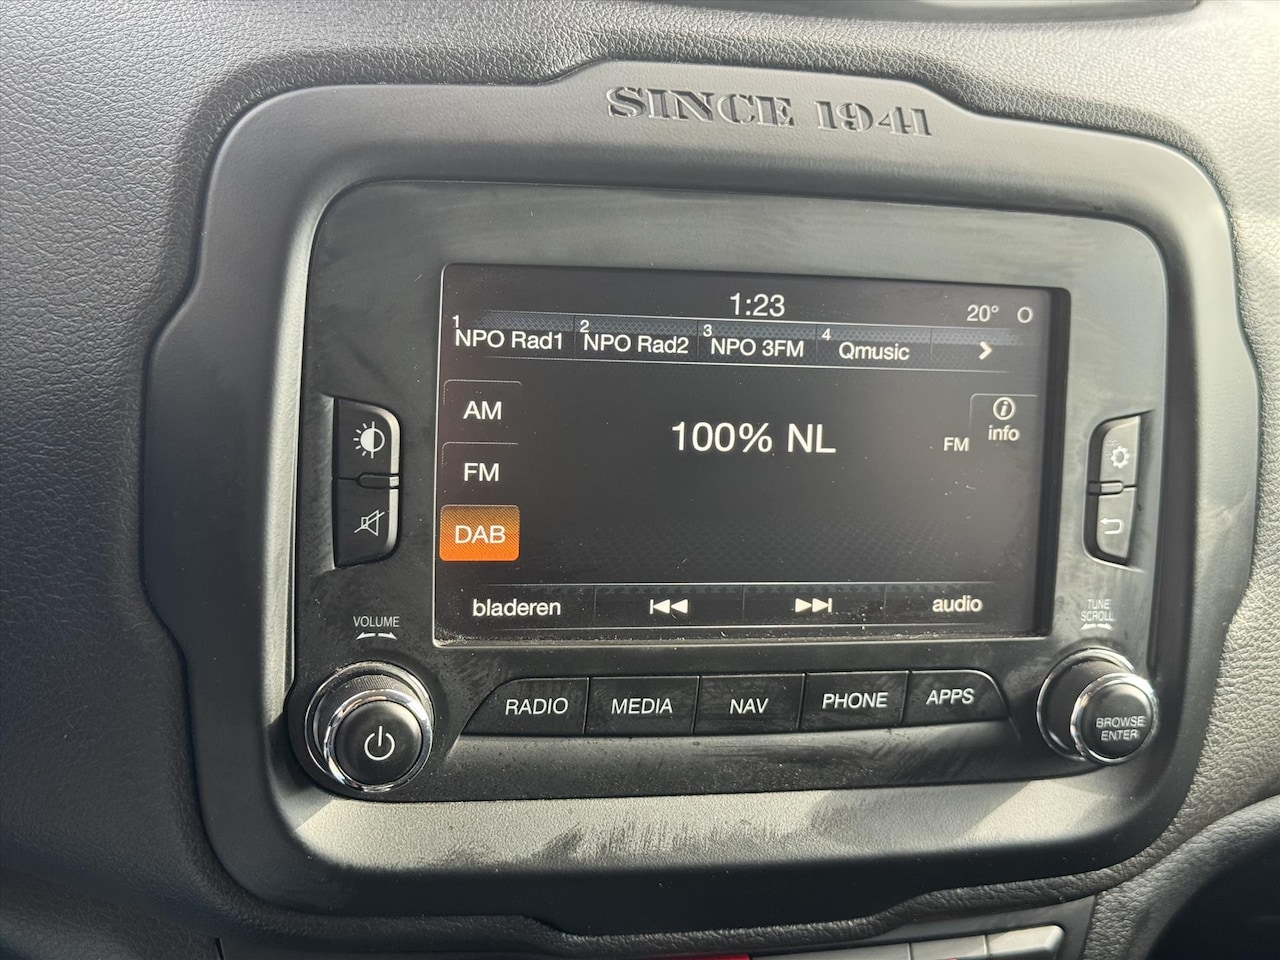 SINCE 1941
1:23
20° O
1 NPO Rad1 2 NPO Rad2 3 NPO 3FM 4 Qmusic
AM
100% NL
FM
info
FM
DAB
bladeren
audio
VOLUME
TUNE
SCROLL
RADIO MEDIA NAV PHONE APPS
BROWSE
ENTER